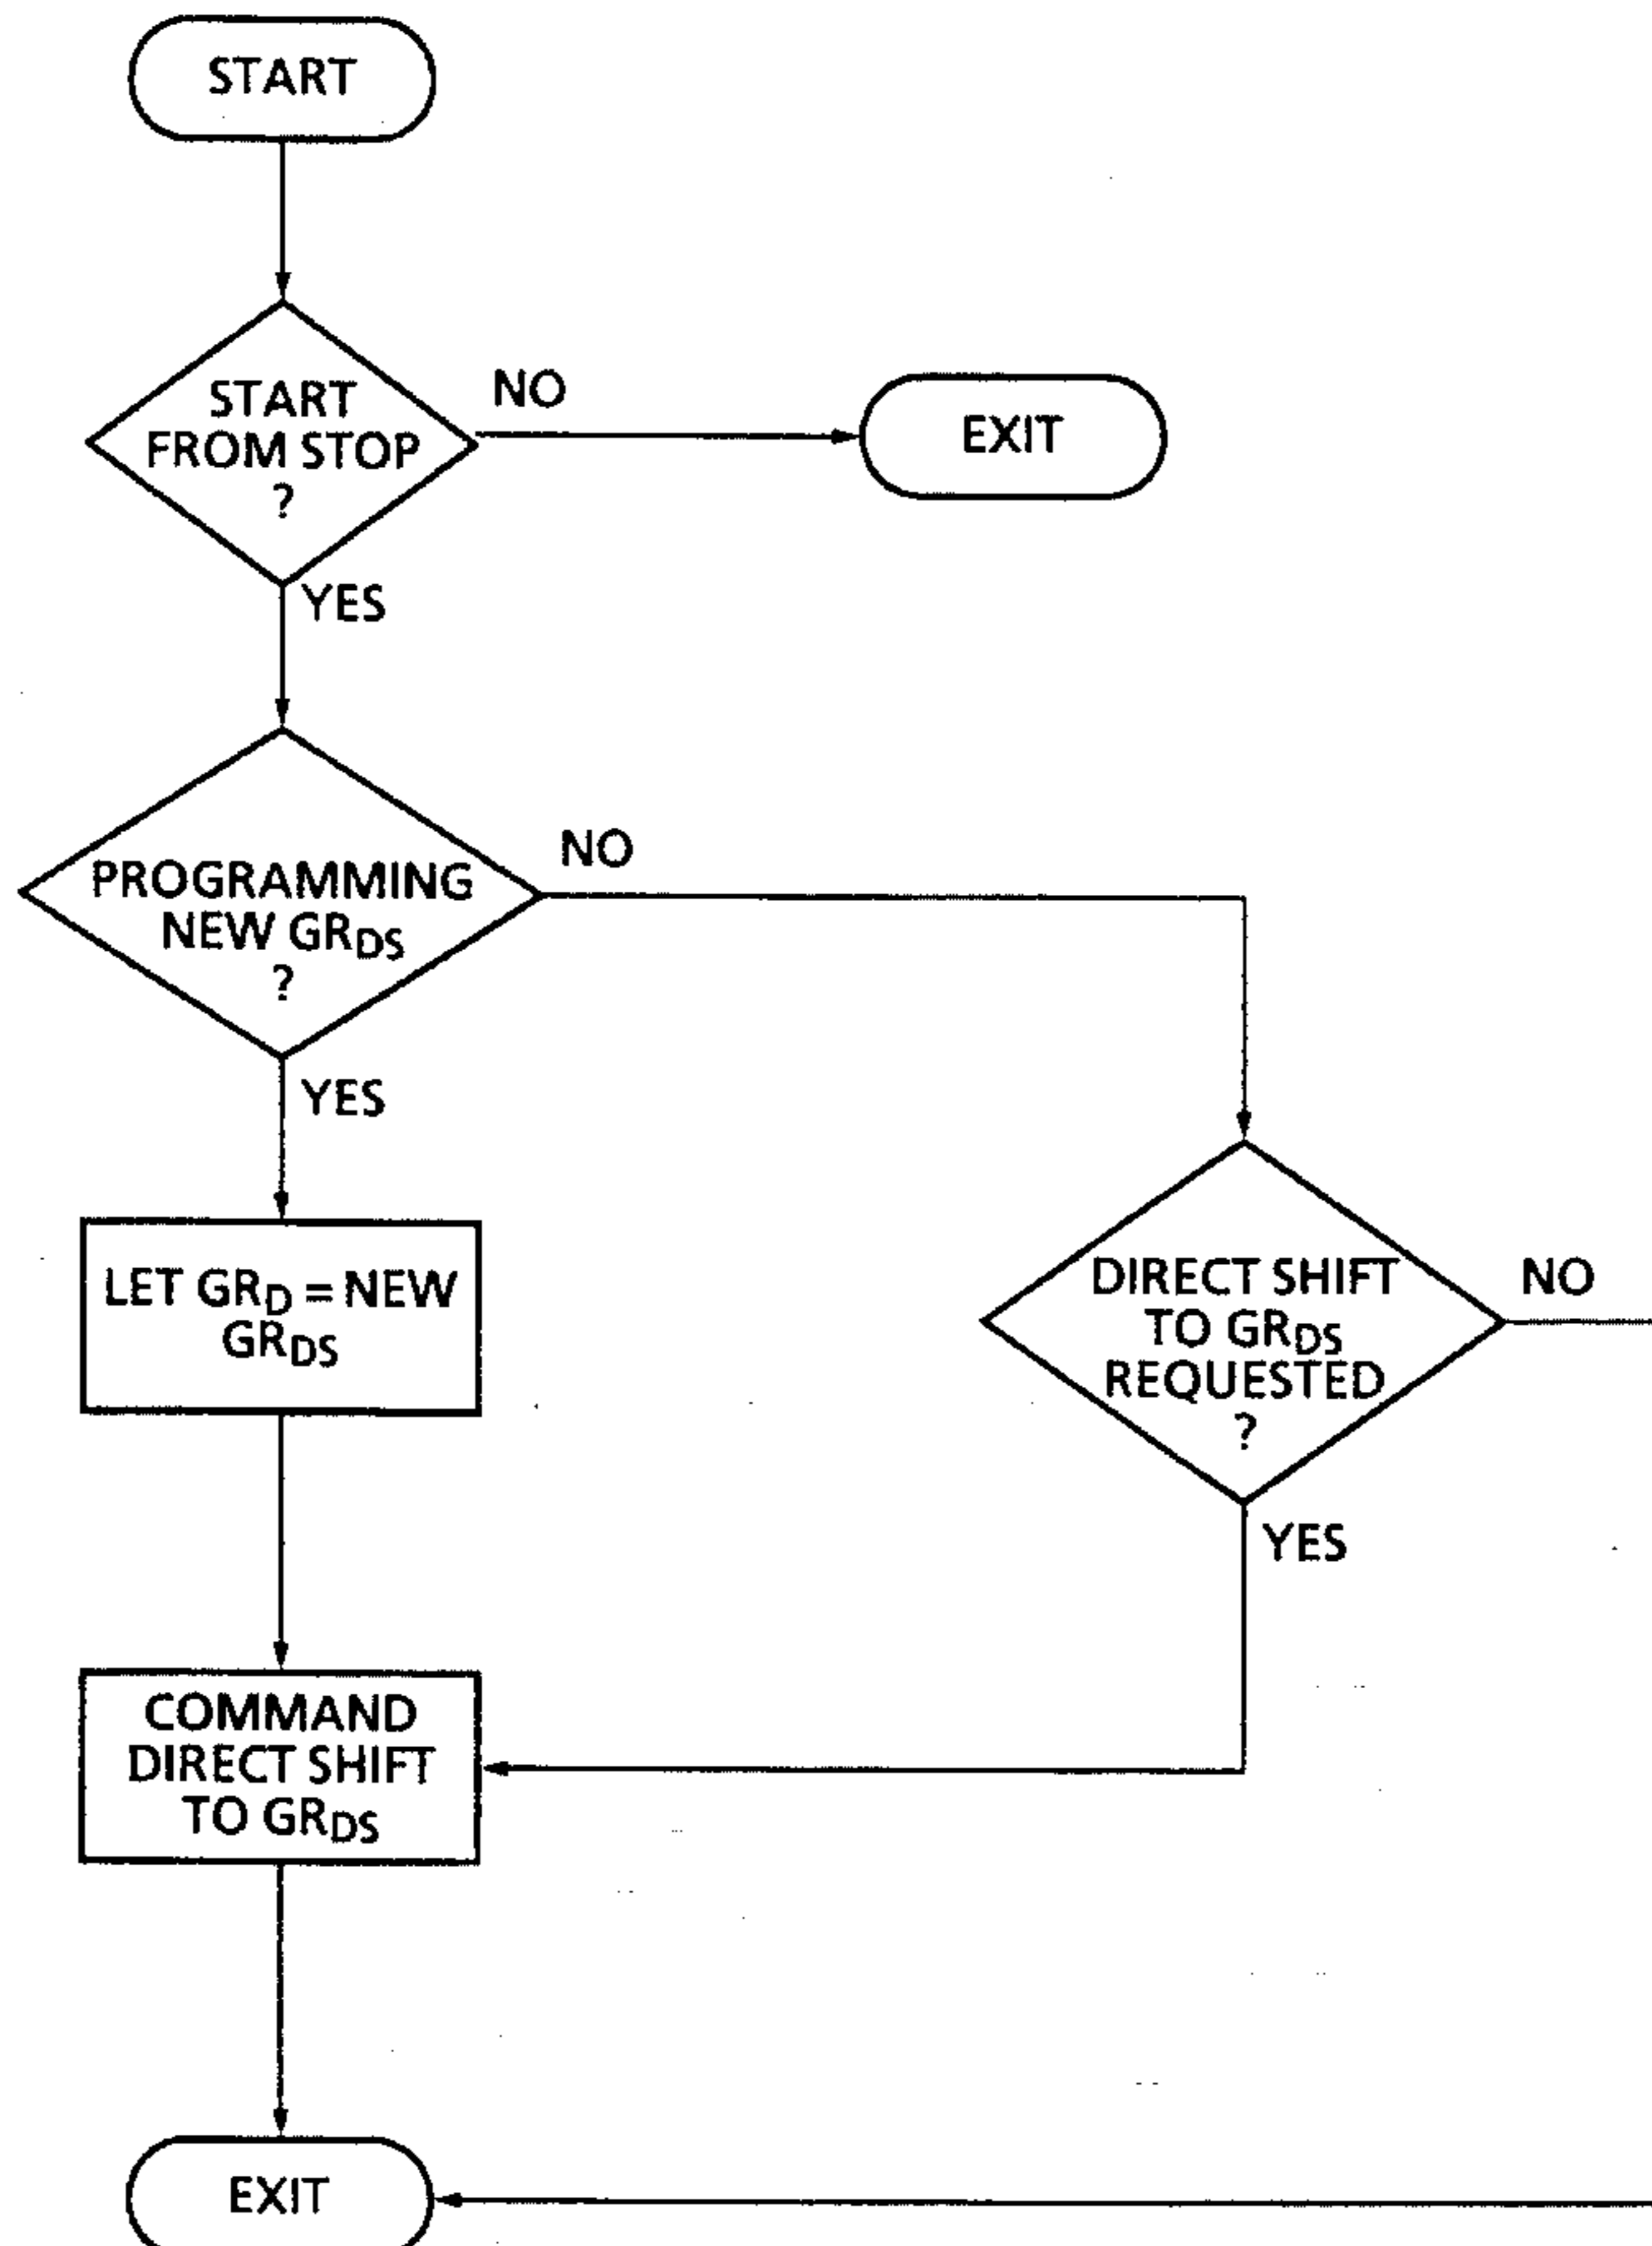 START
START
FROM STOP
?
NO
EXIT
YES
PROGRAMMING
NEW GRDS
?
NO
YES
LET GRD = NEW
GRDS
DIRECT SHIFT
TO GRDS
REQUESTED
?
NO
YES
COMMAND
DIRECT SHIFT
TO GRDS
EXIT